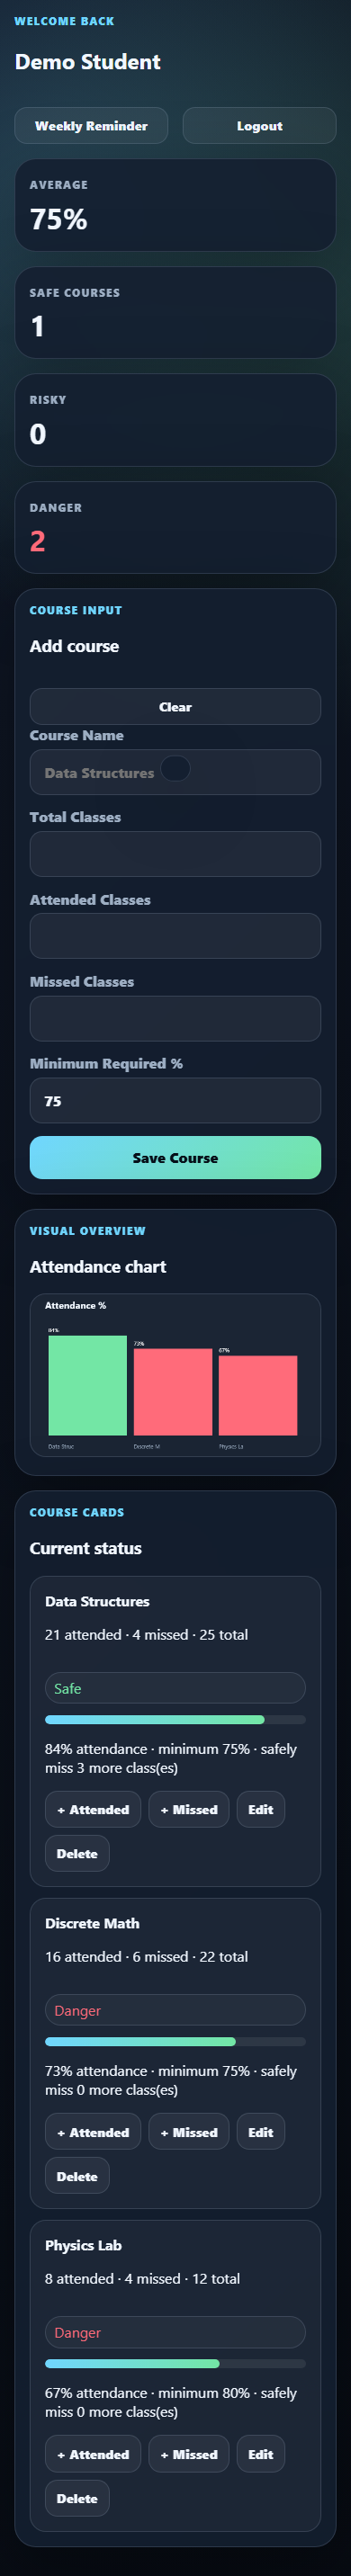 WELCOME BACK
Demo Student
Weekly Reminder
Logout
AVERAGE
75%
SAFE COURSES
1
RISKY
0
DANGER
2
COURSE INPUT
Add course
Clear
Course Name
Data Structures
Total Classes
Attended Classes
Missed Classes
Minimum Required %
75
Save Course
VISUAL OVERVIEW
Attendance chart
Attendance %
84%
73%
67%
Data Struc
Discrete M
Physics La
COURSE CARDS
Current status
Data Structures
21 attended · 4 missed · 25 total
Safe
84% attendance · minimum 75% · safely
miss 3 more class(es)
+ Attended
+ Missed
Edit
Delete
Discrete Math
16 attended · 6 missed · 22 total
Danger
73% attendance · minimum 75% · safely
miss 0 more class(es)
+ Attended
+ Missed
Edit
Delete
Physics Lab
8 attended · 4 missed · 12 total
Danger
67% attendance · minimum 80% · safely
miss 0 more class(es)
+ Attended
+ Missed
Edit
Delete